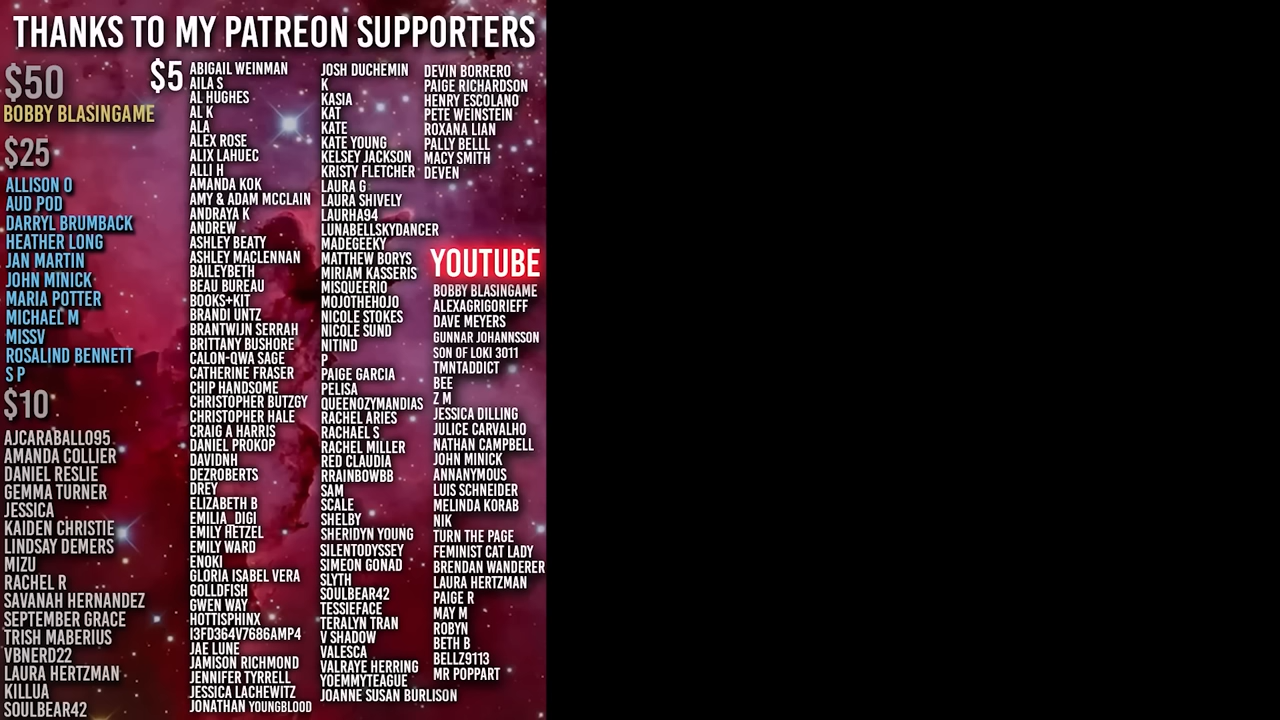 THANKS TO MY PATREON SUPPORTERS
$50
BOBBY BLASINGAME
$25
ALLISON O
AUD POD
DARRYL BRUMBACK
HEATHER LONG
JAN MARTIN
JOHN MINICK
MARIA POTTER
MICHAEL M
MISSV
ROSALIND BENNETT
S P
$10
AJCARABALLO95
AMANDA COLLIER
DANIEL RESLIE
GEMMA TURNER
JESSICA
KAIDEN CHRISTIE
LINDSAY DEMERS
MIZU
RACHEL R
SAVANAH HERNANDEZ
SEPTEMBER GRACE
TRISH MABERIUS
VBNERD22
LAURA HERTZMAN
KILLUA
SOULBEAR42
$5
ABIGAIL WEINMAN
AILA S
AL HUGHES
AL K
ALA
ALEX ROSE
ALIX LAHUEC
ALLI H
AMANDA KOK
AMY & ADAM MCCLAIN
ANDRAYA K
ANDREW
ASHLEY BEATY
ASHLEY MACLENNAN
BAILEYBETH
BEAU BUREAU
BOOKS+KIT
BRANDI UNTZ
BRANTWIJN SERRAH
BRITTANY BUSHORE
CALON-QWA SAGE
CATHERINE FRASER
CHIP HANDSOME
CHRISTOPHER BUTZGY
CHRISTOPHER HALE
CRAIG A HARRIS
DANIEL PROKOP
DAVIDNH
DEZROBERTS
DREY
ELIZABETH B
EMILIA_DIGI
EMILY HETZEL
EMILY WARD
ENOKI
GLORIA ISABEL VERA
GOLLDFISH
GWEN WAY
HOTTISPHINX
I3FD364V7686AMP4
JAE LUNE
JAMISON RICHMOND
JENNIFER TYRRELL
JESSICA LACHEWITZ
JONATHAN YOUNGBLOOD
JOSH DUCHEMIN
K
KASIA
KAT
KATE
KATE YOUNG
KELSEY JACKSON
KRISTY FLETCHER
LAURA G
LAURA SHIVELY
LAURHA94
LUNABELLSKYDANCER
MADEGEEKY
MATTHEW BORYS
MIRIAM KASSERIS
MISQUEERIO
MOJOTHEHOJO
NICOLE STOKES
NICOLE SUND
NITIND
P
PAIGE GARCIA
PELISA
QUEENOZYMANDIAS
RACHEL ARIES
RACHAEL S
RACHEL MILLER
RED CLAUDIA
RRAINBOWBB
SAM
SCALE
SHELBY
SHERIDYN YOUNG
SILENTODYSSEY
SIMEON GONAD
SLYTH
SOULBEAR42
TESSIEFACE
TERALYN TRAN
V SHADOW
VALESCA
VALRAYE HERRING
YOEMMYTEAGUE
JOANNE SUSAN BURLISON
DEVIN BORRERO
PAIGE RICHARDSON
HENRY ESCOLANO
PETE WEINSTEIN
ROXANA LIAN
PALLY BELLL
MACY SMITH
DEVEN
YOUTUBE
BOBBY BLASINGAME
ALEXAGRIGORIEFF
DAVE MEYERS
GUNNAR JOHANNSSON
SON OF LOKI 3011
TMNTADDICT
BEE
Z M
JESSICA DILLING
JULICE CARVALHO
NATHAN CAMPBELL
JOHN MINICK
ANNANYMOUS
LUIS SCHNEIDER
MELINDA KORAB
NIK
TURN THE PAGE
FEMINIST CAT LADY
BRENDAN WANDERER
LAURA HERTZMAN
PAIGE R
MAY M
ROBYN
BETH B
BELLZ9113
MR POPPART